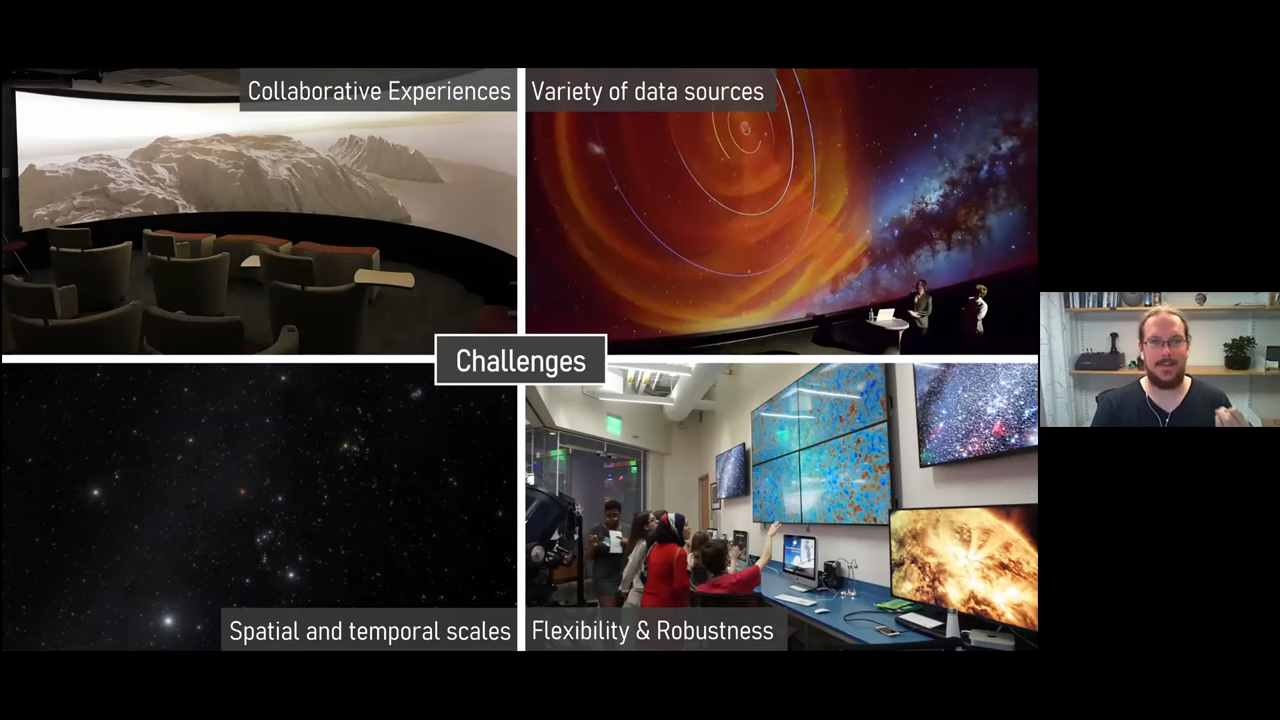 Collaborative Experiences
Variety of data sources
Challenges
Spatial and temporal scales
Flexibility & Robustness